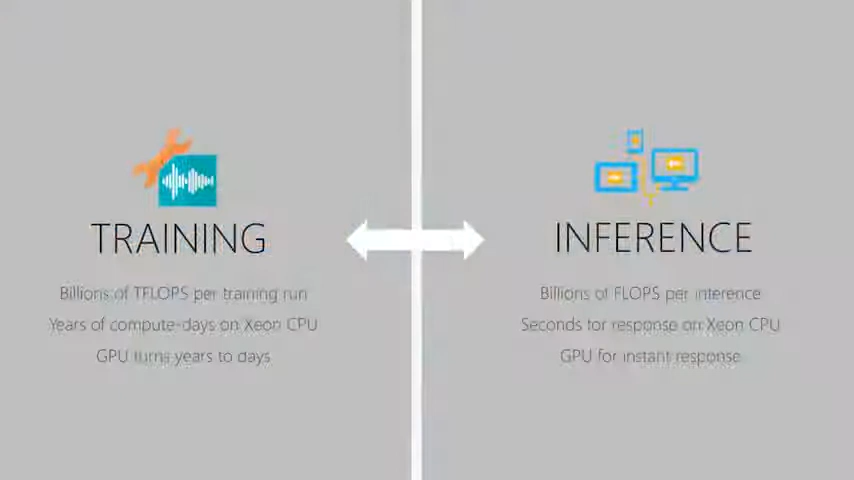 TRAINING
Billions of TFLOPS per training run
Years of compute-days on Xeon CPU
GPU turns years to days
INFERENCE
Billions of FLOPS per inference
Seconds for response on Xeon CPU
GPU for instant response